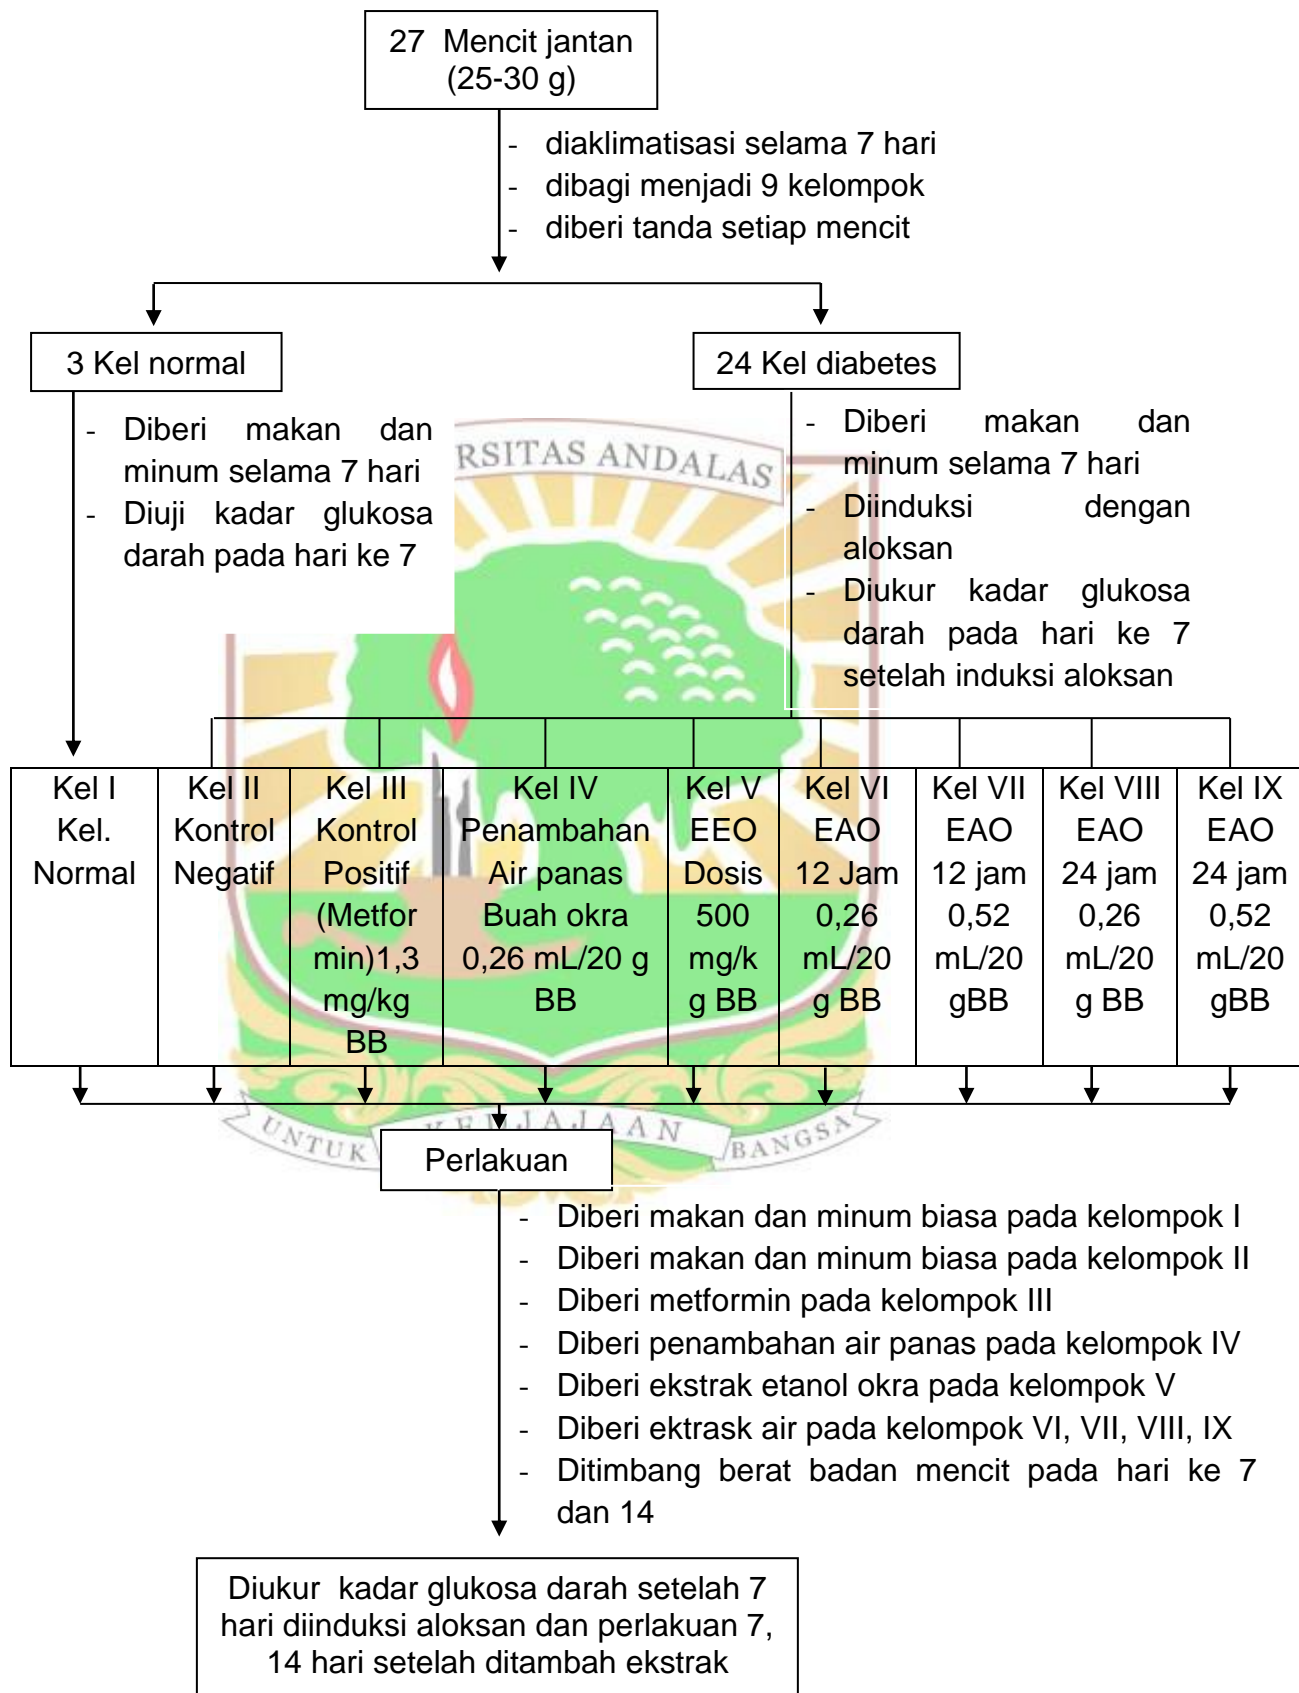 27 Mencit jantan
(25-30 g)
- diaklimatisasi selama 7 hari
- dibagi menjadi 9 kelompok
- diberi tanda setiap mencit
3 Kel normal
24 Kel diabetes
- Diberi makan dan
minum selama 7 hari
- Diuji kadar glukosa
darah pada hari ke 7
- Diberi makan dan
minum selama 7 hari
- Diinduksi dengan
aloksan
- Diukur kadar glukosa
darah pada hari ke 7
setelah induksi aloksan
RSITAS ANDALAS
Kel I
Kel.
Normal
Kel II
Kontrol
Negatif
Kel III
Kontrol
Positif
(Metfor
min)1,3
mg/kg
BB
Kel IV
Penambahan
Air panas
Buah okra
0,26 mL/20 g
BB
Kel V
EEO
Dosis
500
mg/k
g BB
Kel VI
EAO
12 Jam
0,26
mL/20
g BB
Kel VII
EAO
12 jam
0,52
mL/20
gBB
Kel VIII
EAO
24 jam
0,26
mL/20
g BB
Kel IX
EAO
24 jam
0,52
mL/20
gBB
UNTUK KEDJAJAAN BANGSA
Perlakuan
- Diberi makan dan minum biasa pada kelompok I
- Diberi makan dan minum biasa pada kelompok II
- Diberi metformin pada kelompok III
- Diberi penambahan air panas pada kelompok IV
- Diberi ekstrak etanol okra pada kelompok V
- Diberi ektrask air pada kelompok VI, VII, VIII, IX
- Ditimbang berat badan mencit pada hari ke 7
dan 14
Diukur kadar glukosa darah setelah 7
hari diinduksi aloksan dan perlakuan 7,
14 hari setelah ditambah ekstrak